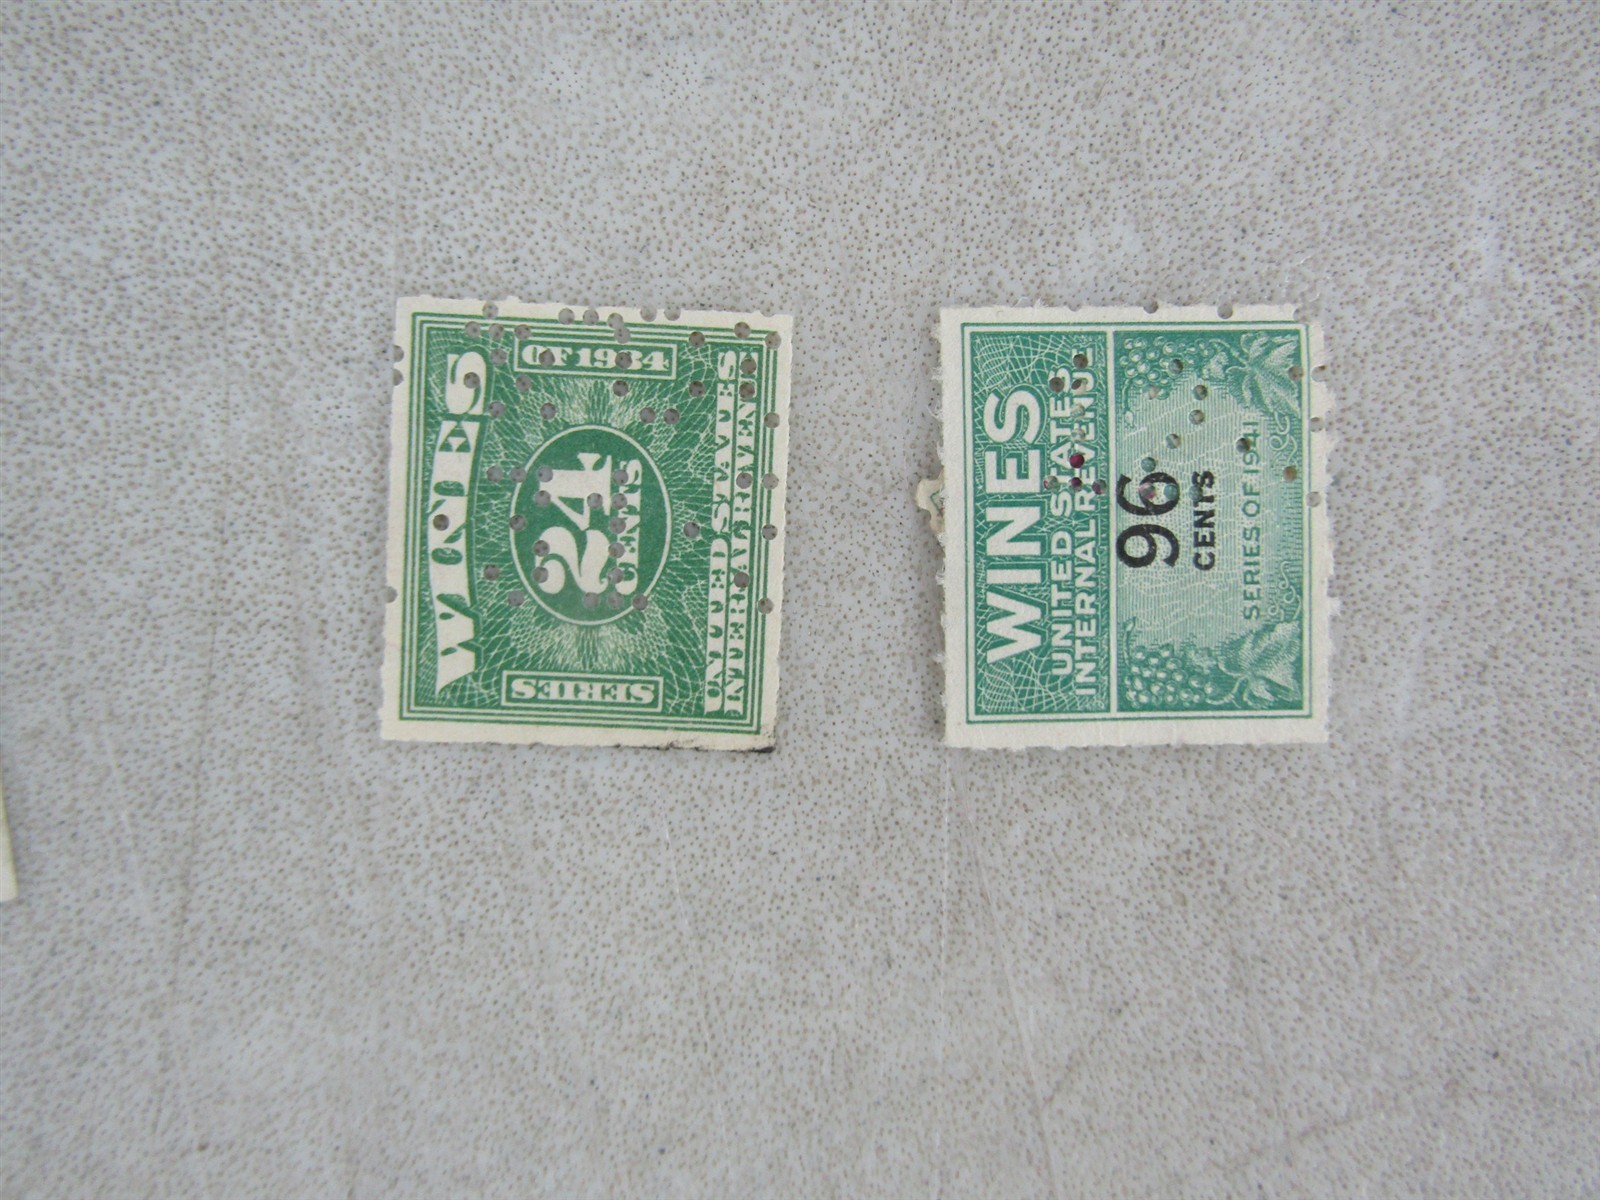 WINES
SERIES
OF 1934
24
CENTS
UNITED STATES
INTERNAL REVENUE
WINES
UNITED STATES
INTERNAL REVENUE
96
CENTS
SERIES OF 1941